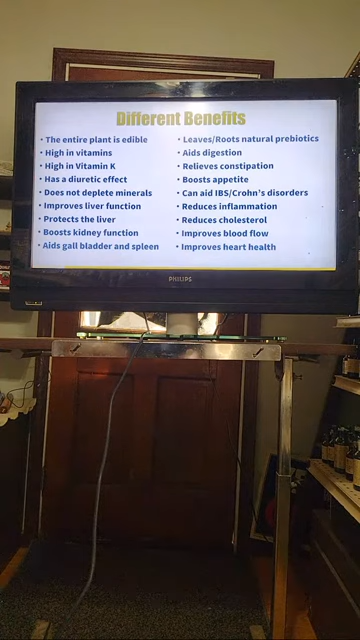 Different Benefits
• The entire plant is edible
• High in vitamins
• High in Vitamin K
• Has a diuretic effect
• Does not deplete minerals
• Improves liver function
• Protects the liver
• Boosts kidney function
• Aids gall bladder and spleen
• Leaves/Roots natural prebiotics
• Aids digestion
• Relieves constipation
• Boosts appetite
• Can aid IBS/Crohn's disorders
• Reduces inflammation
• Reduces cholesterol
• Improves blood flow
• Improves heart health
PHILIPS